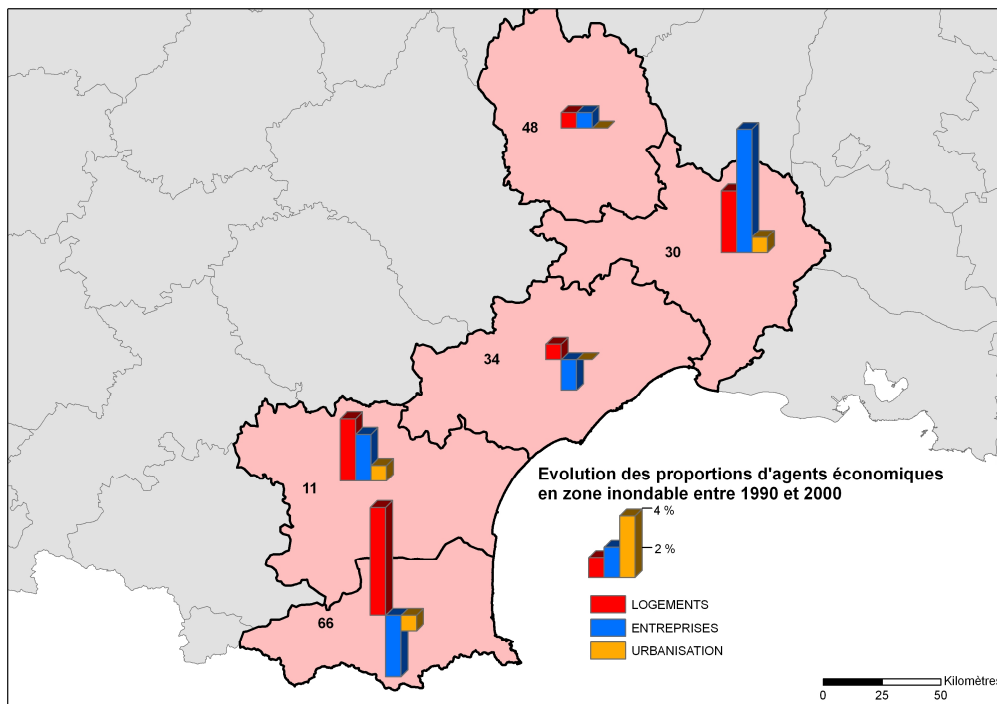 48
30
34
11
66
Evolution des proportions d'agents économiques
en zone inondable entre 1990 et 2000
4 %
2 %
LOGEMENTS
ENTREPRISES
URBANISATION
Kilomètres
0 25 50